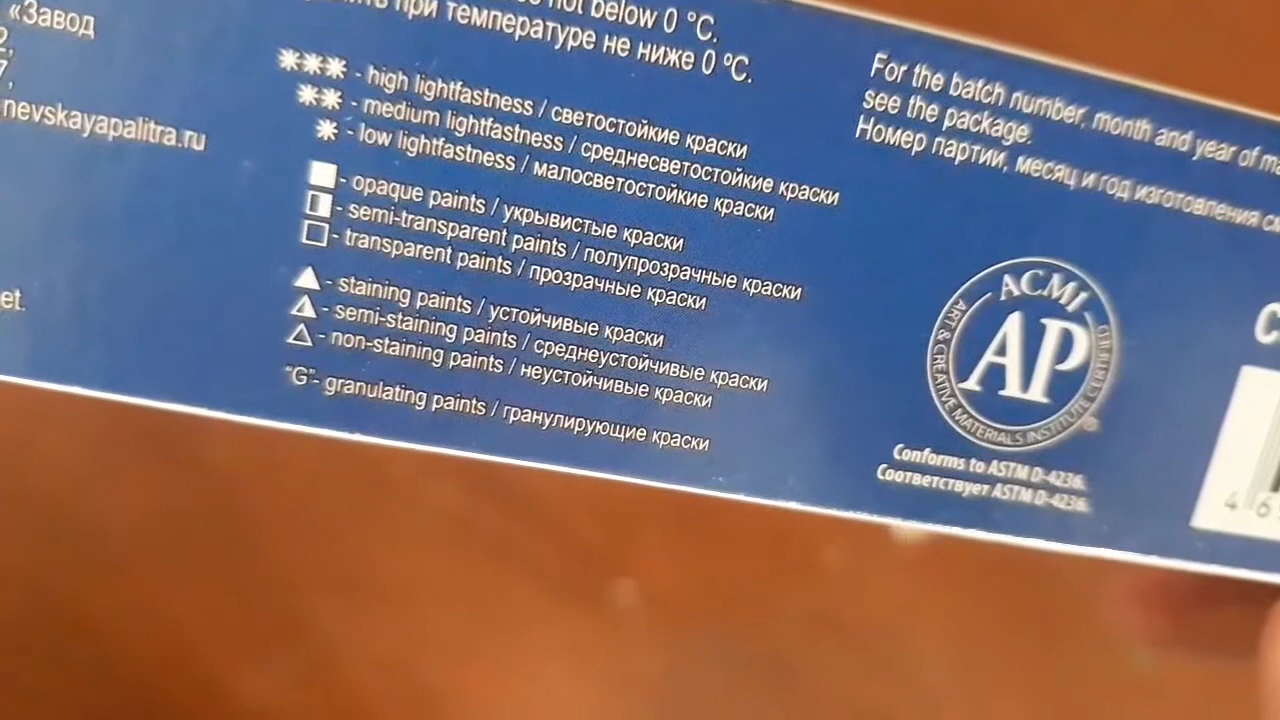 «Завод
2,
7,
nevskayapalitra.ru
et.
not below 0 °C.
при температуре не ниже 0 °C.
*** - high lightfastness / светостойкие краски
** - medium lightfastness / среднесветостойкие краски
* - low lightfastness / малосветостойкие краски
- opaque paints / укрывистые краски
- semi-transparent paints / полупрозрачные краски
- transparent paints / прозрачные краски
- staining paints / устойчивые краски
- semi-staining paints / среднеустойчивые краски
- non-staining paints / неустойчивые краски
"G"- granulating paints / гранулирующие краски
For the batch number, month and year of
see the package.
Номер партии, месяц и год изготовления
ACMI
AP
ART & CREATIVE MATERIALS INSTITUTE CERTIFIED
®
Conforms to ASTM D-4236.
Соответствует ASTM D-4236.
C
4 6